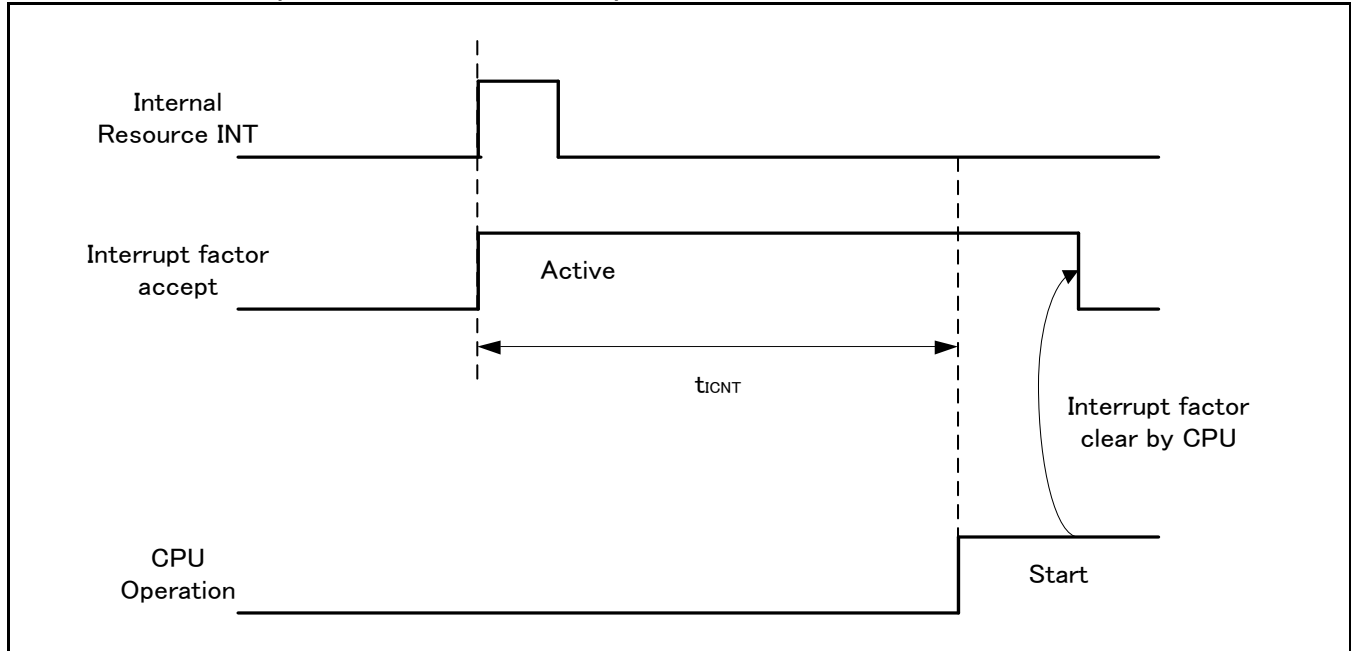 Internal
Resource INT
Interrupt factor
accept
Active
tICNT
Interrupt factor
clear by CPU
CPU
Operation
Start